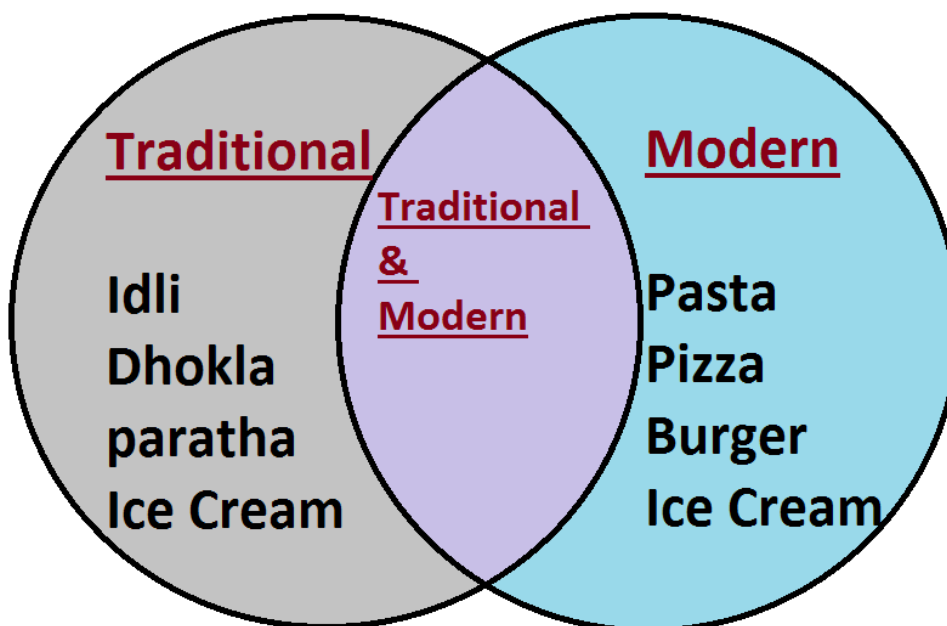 Traditional
Idli
Dhokla
paratha
Ice Cream
Traditional
&
Modern
Modern
Pasta
Pizza
Burger
Ice Cream